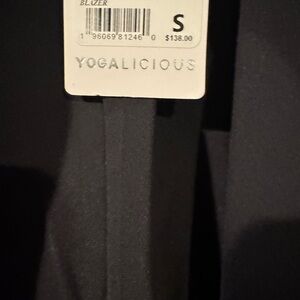 BLAZER
S
1 96069 81246 0
$138.00
YOGALICIOUS